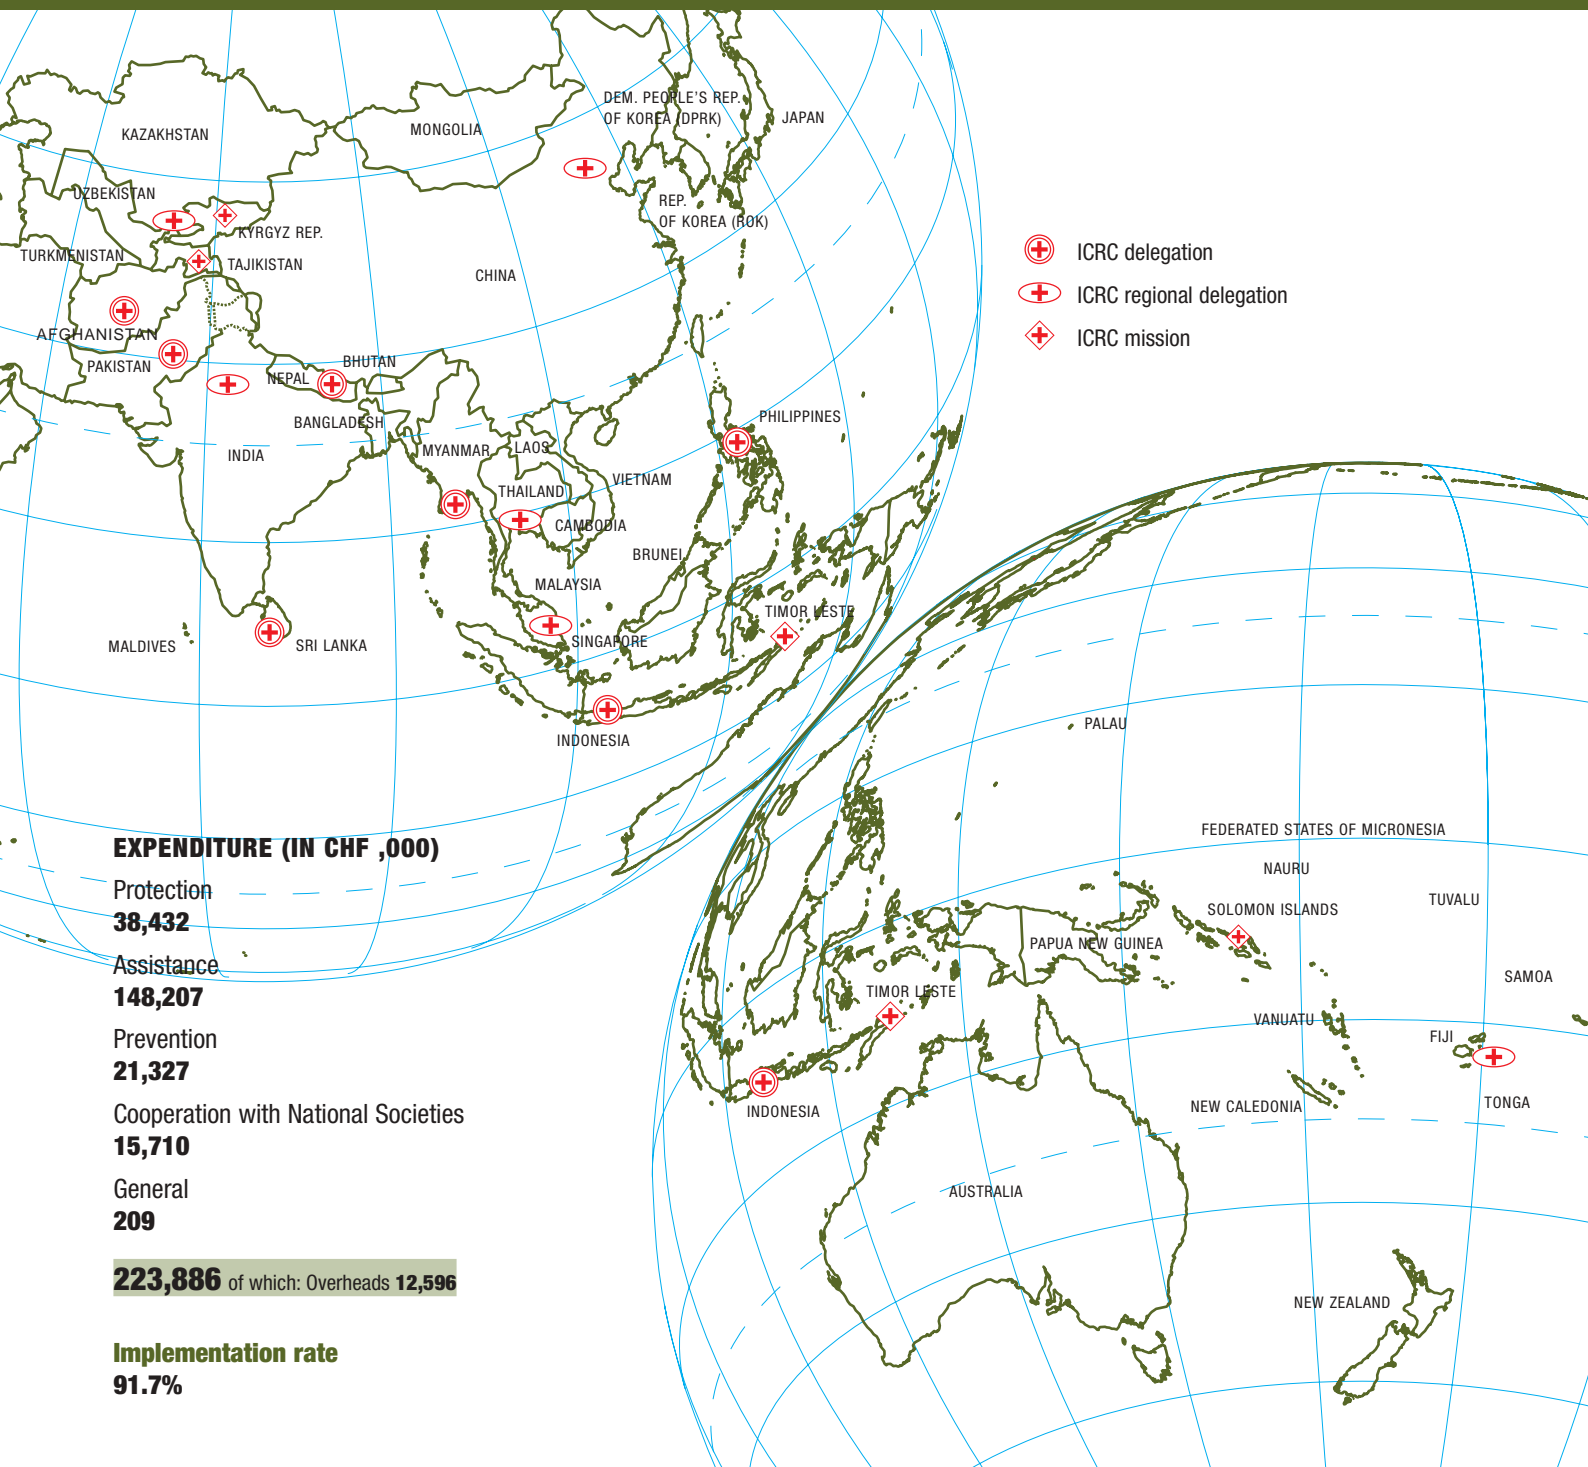 DEM. PEOPLE'S REP.
OF KOREA (DPRK)
JAPAN
KAZAKHSTAN
MONGOLIA
UZBEKISTAN
REP.
OF KOREA (ROK)
KYRGYZ REP.
TURKMENISTAN
TAJIKISTAN
CHINA
ICRC delegation
ICRC regional delegation
ICRC mission
AFGHANISTAN
PAKISTAN
NEPAL
BHUTAN
BANGLADESH
PHILIPPINES
INDIA
MYANMAR
LAOS
VIETNAM
THAILAND
CAMBODIA
BRUNEI
MALAYSIA
TIMOR LESTE
MALDIVES
SRI LANKA
SINGAPORE
INDONESIA
PALAU
FEDERATED STATES OF MICRONESIA
NAURU
TUVALU
SOLOMON ISLANDS
PAPUA NEW GUINEA
SAMOA
TIMOR LESTE
VANUATU
FIJI
INDONESIA
NEW CALEDONIA
TONGA
AUSTRALIA
NEW ZEALAND
EXPENDITURE (IN CHF ,000)
Protection
38,432
Assistance
148,207
Prevention
21,327
Cooperation with National Societies
15,710
General
209
223,886 of which: Overheads 12,596
Implementation rate
91.7%